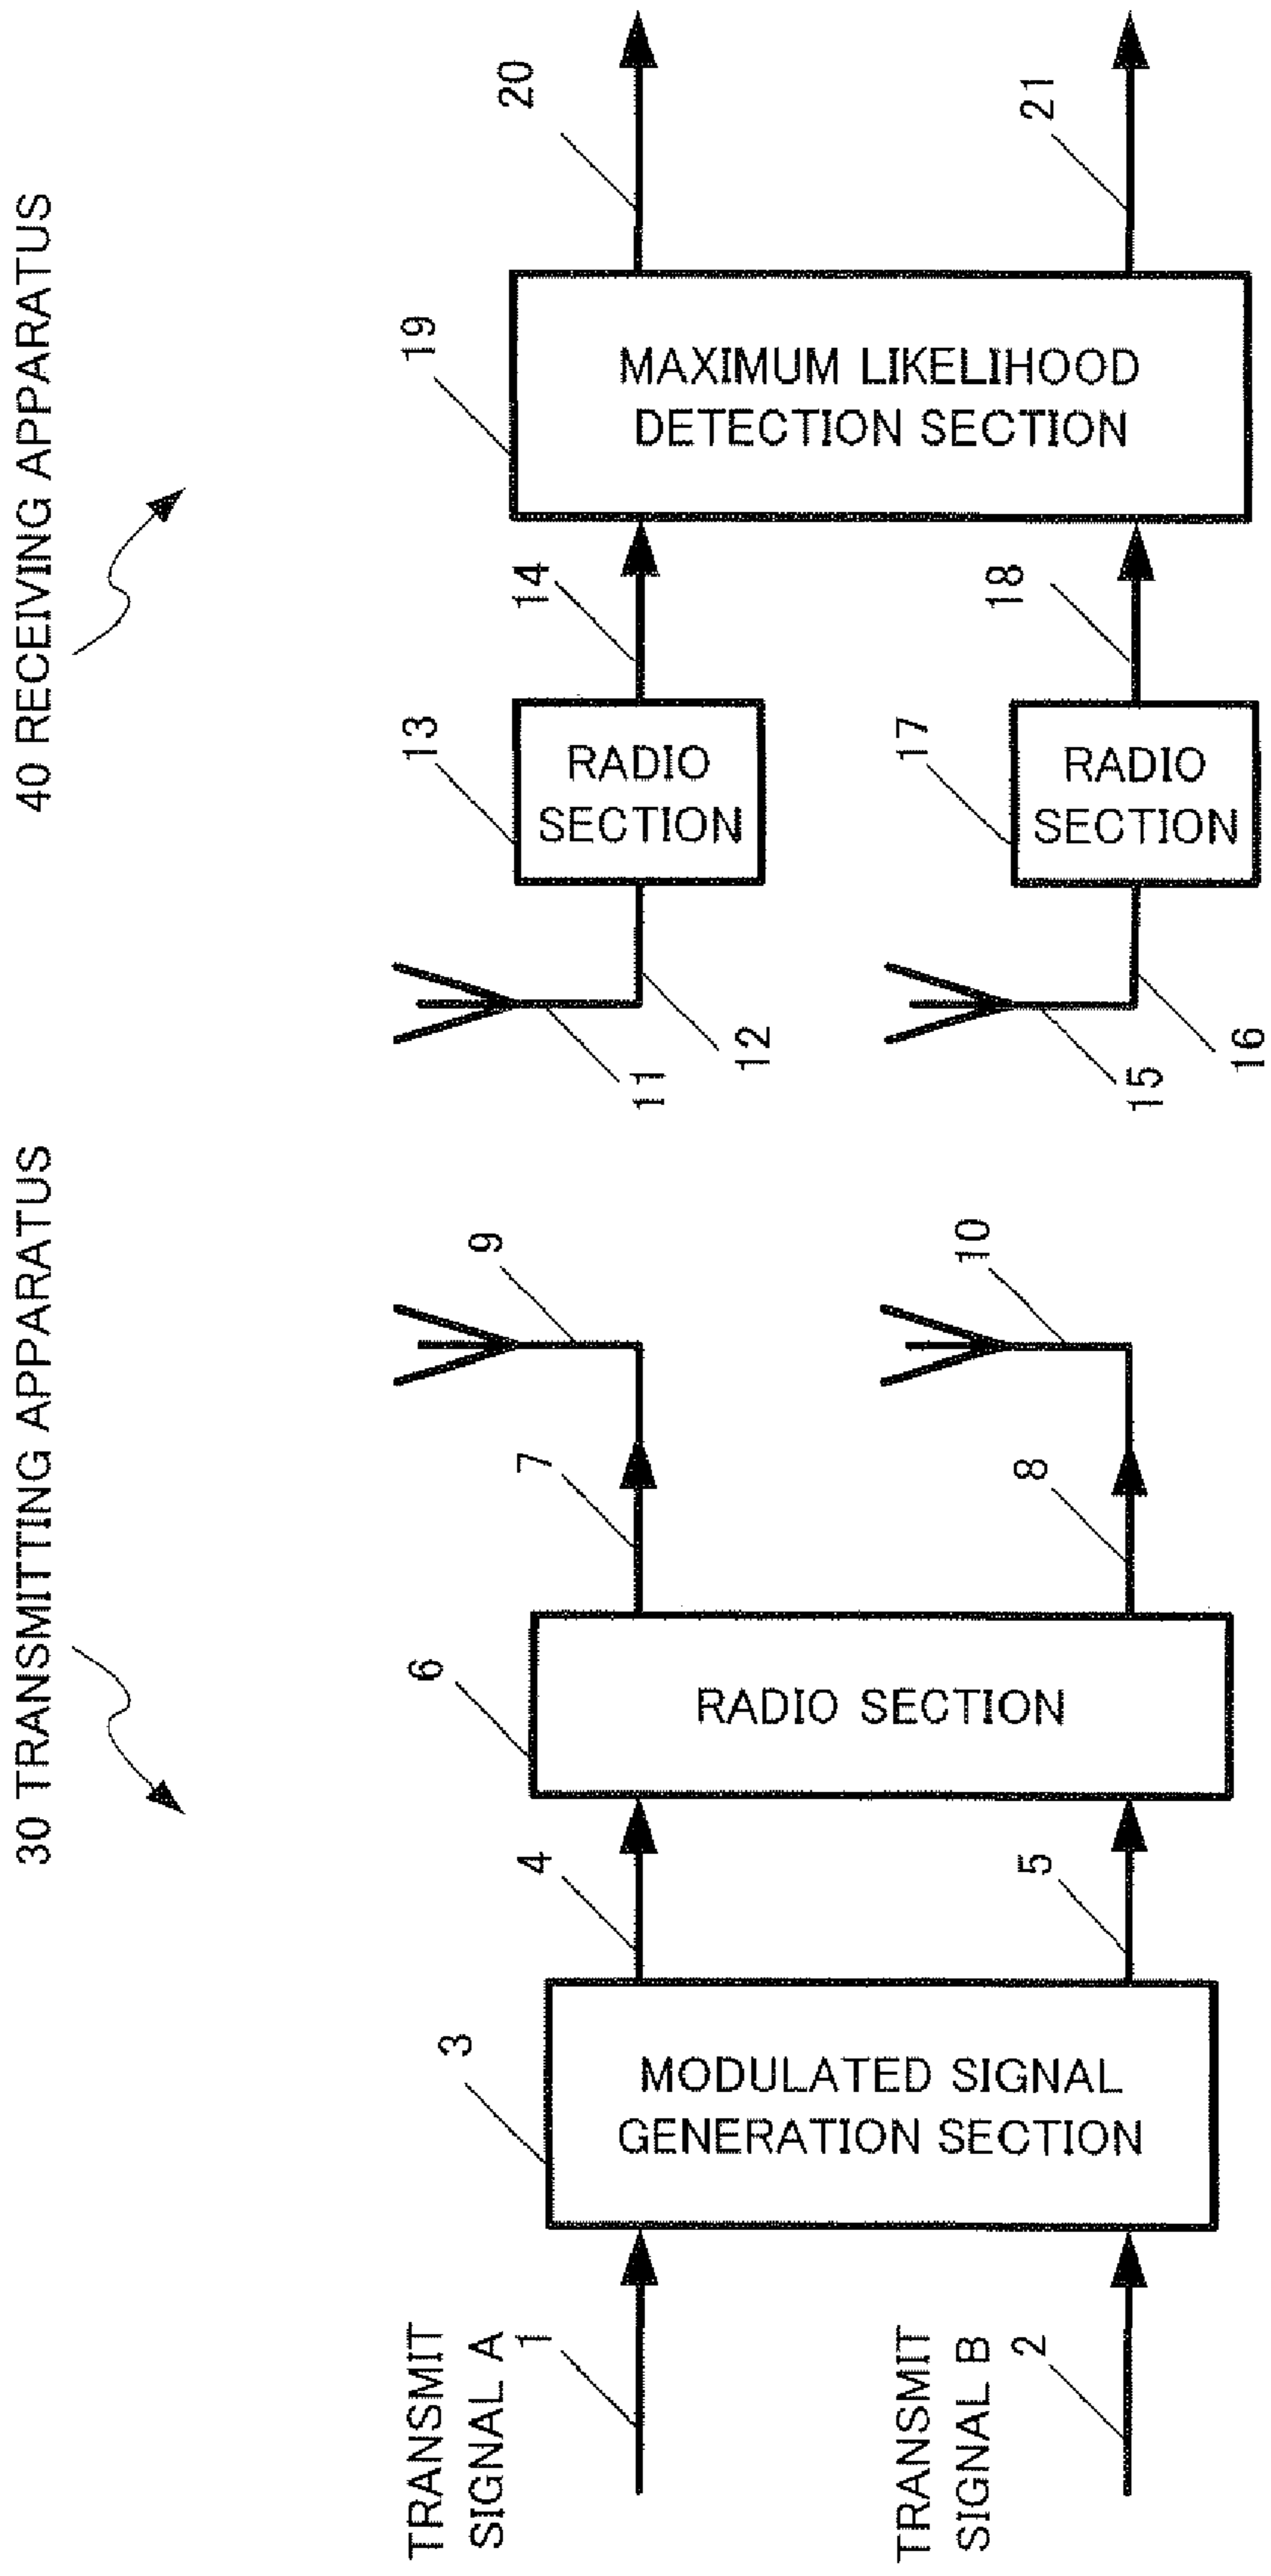 30 TRANSMITTING APPARATUS
40 RECEIVING APPARATUS
TRANSMIT
SIGNAL A
1
3
MODULATED SIGNAL
GENERATION SECTION
4
6
RADIO SECTION
7
9
11
12
13
RADIO
SECTION
14
19
MAXIMUM LIKELIHOOD
DETECTION SECTION
20
TRANSMIT
SIGNAL B
2
5
8
10
15
16
17
RADIO
SECTION
18
21